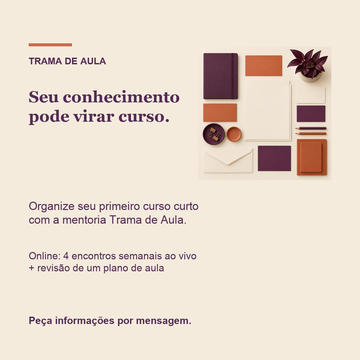 TRAMA DE AULA
Seu conhecimento
pode virar curso.
Organize seu primeiro curso curto
com a mentoria Trama de Aula.
Online: 4 encontros semanais ao vivo
+ revisão de um plano de aula
Peça informações por mensagem.